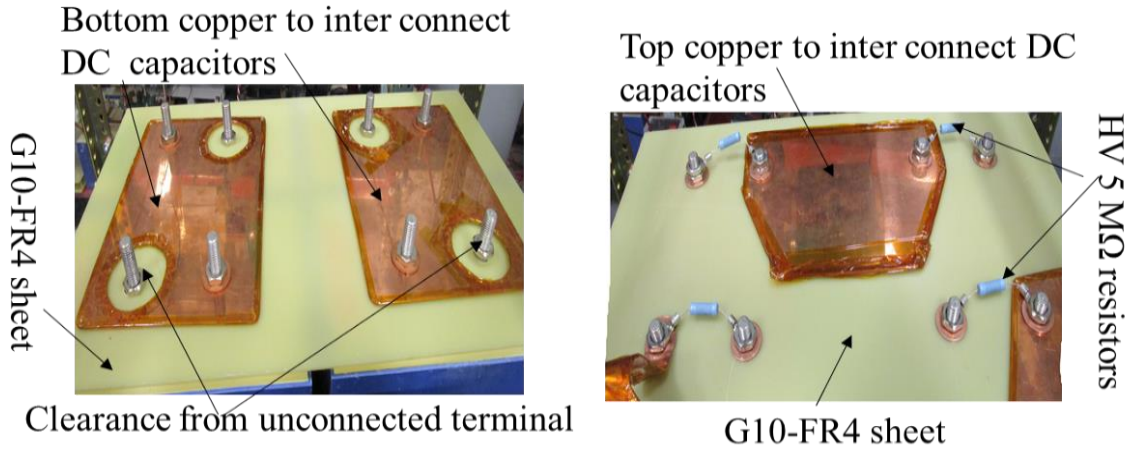 Bottom copper to inter connect
DC capacitors
G10-FR4 sheet
Clearance from unconnected terminal
Top copper to inter connect DC
capacitors
HV 5 MΩ resistors
G10-FR4 sheet